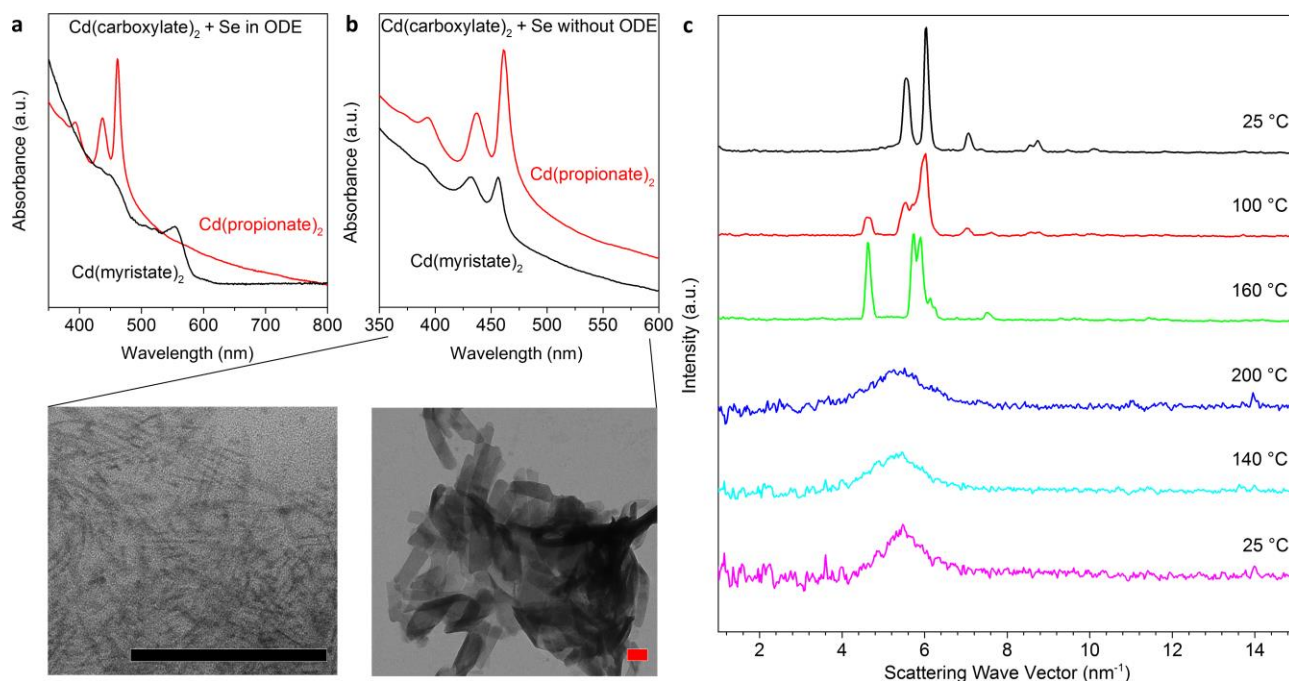 a
Cd(carboxylate)2 + Se in ODE
Absorbance (a.u.)
Cd(propionate)2
Cd(myristate)2
400 500 600 700 800
Wavelength (nm)
b
Cd(carboxylate)2 + Se without ODE
Absorbance (a.u.)
Cd(propionate)2
Cd(myristate)2
350 400 450 500 550 600
Wavelength (nm)
c
Intensity (a.u.)
25 °C
100 °C
160 °C
200 °C
140 °C
25 °C
2 4 6 8 10 12 14
Scattering Wave Vector (nm-1)